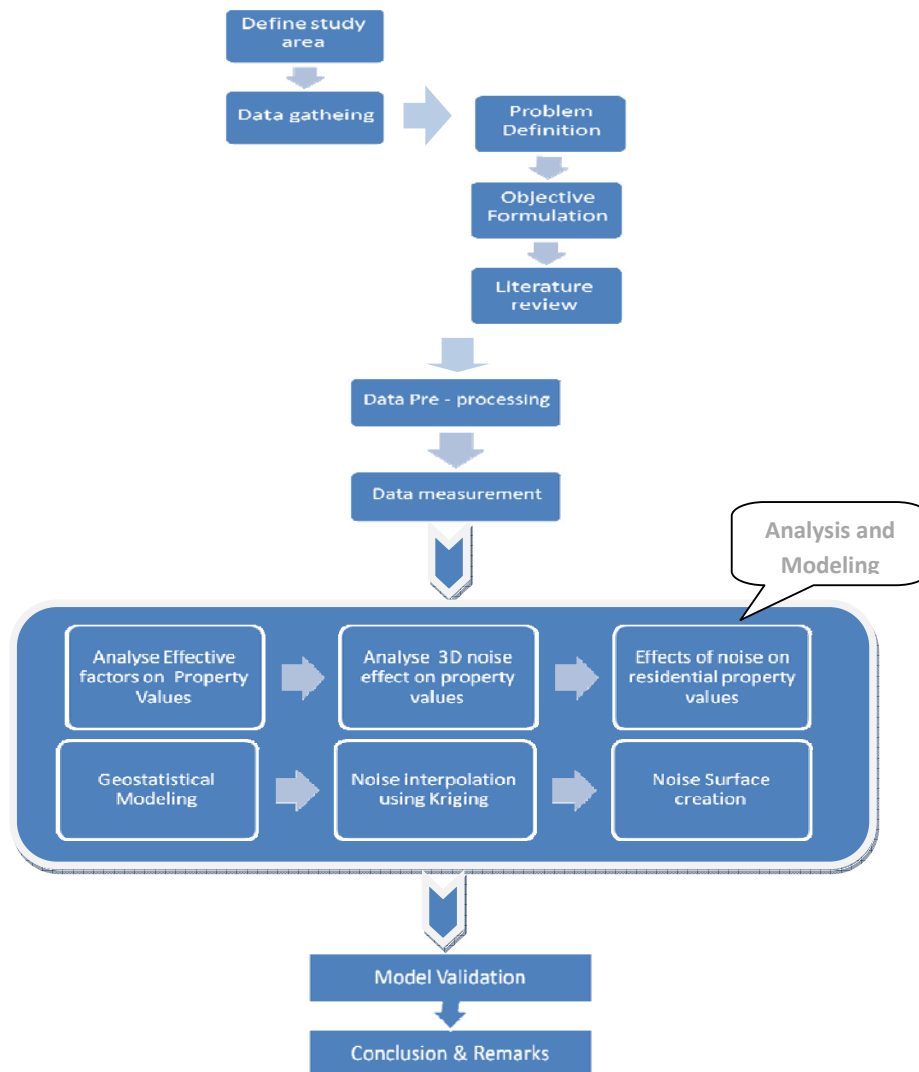 Define study
area
Data gatheing
Problem
Definition
Objective
Formulation
Literature
review
Data Pre - processing
Data measurement
Analysis and
Modeling
Analyse Effective
factors on Property
Values
Analyse 3D noise
effect on property
values
Effects of noise on
residential property
values
Geostatistical
Modeling
Noise interpolation
using Kriging
Noise Surface
creation
Model Validation
Conclusion & Remarks